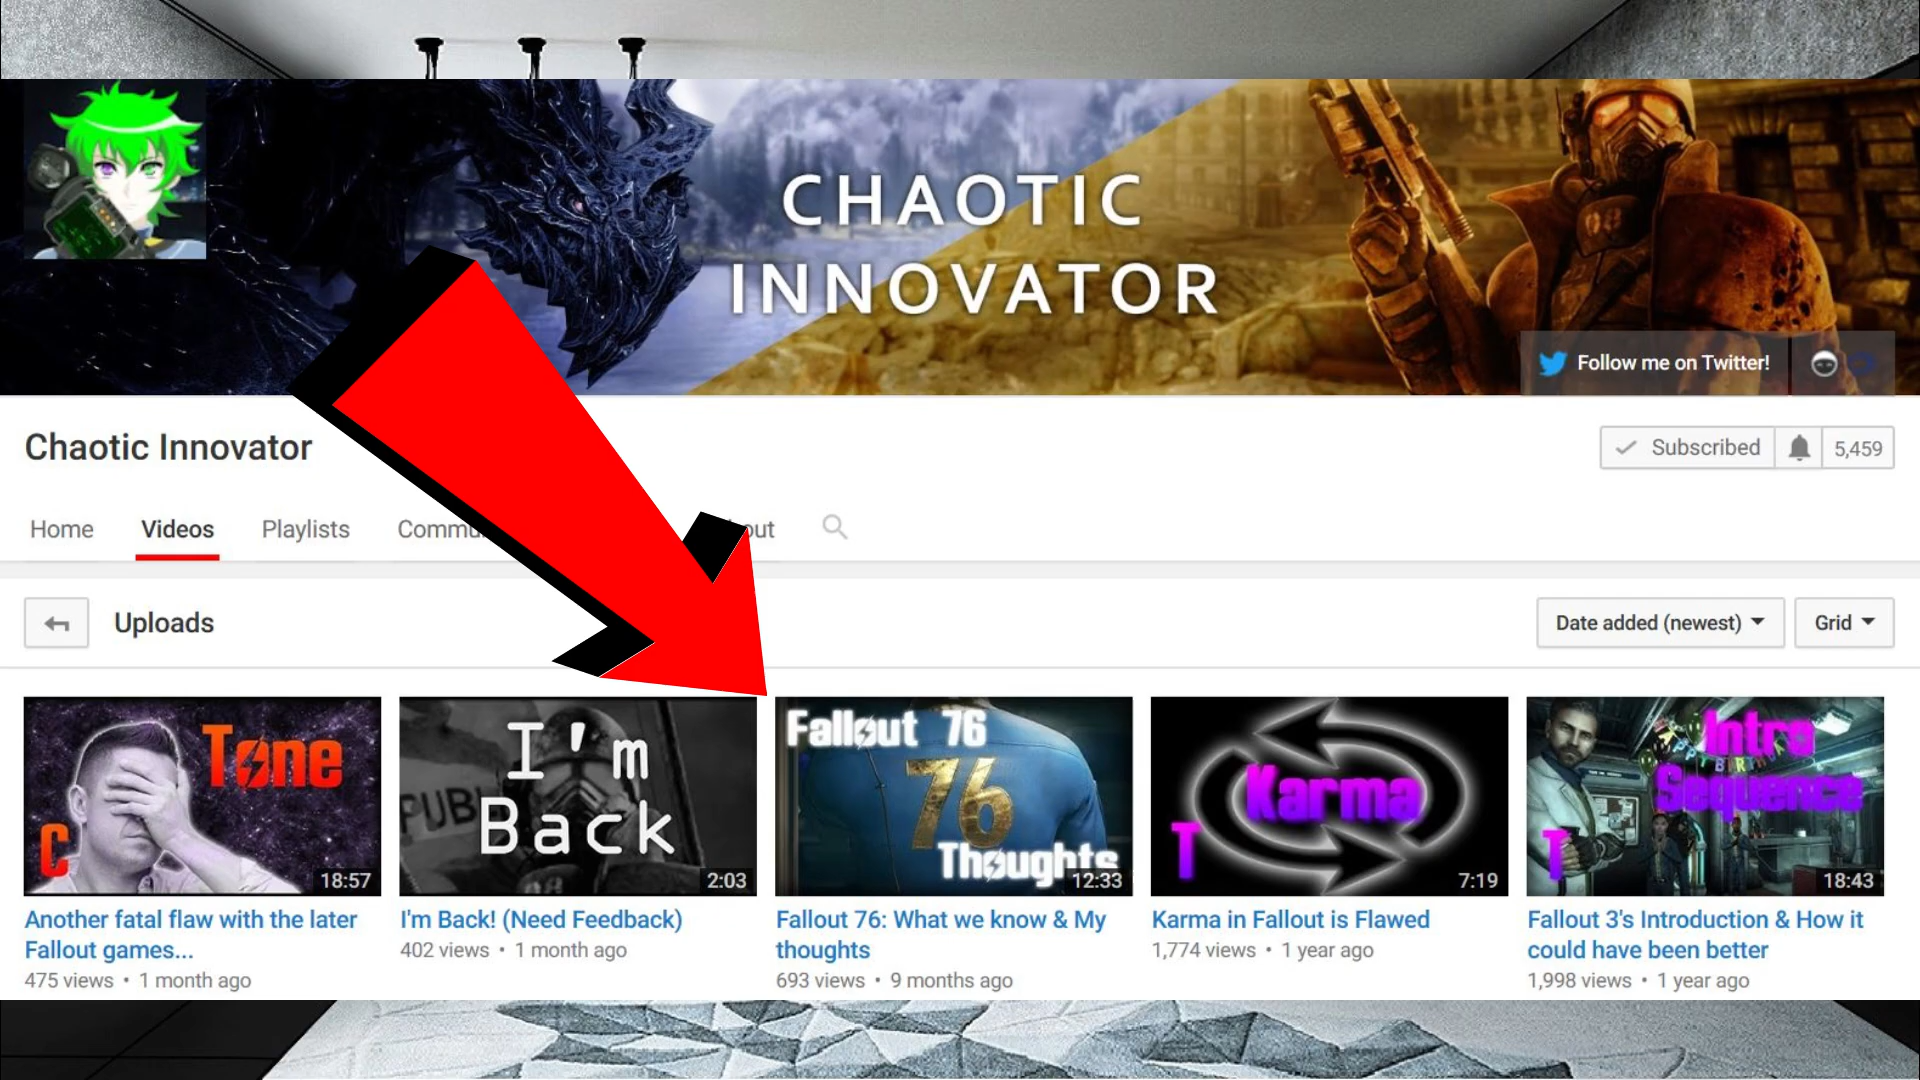 CHAOTIC
INNOVATOR
Follow me on Twitter!
Chaotic Innovator
Subscribed
5,459
Home
Videos
Playlists
Uploads
Date added (newest)
Grid
Tone
C
18:57
PUBL
I'm
Back
2:03
Fallout 76
76
Thoughts
12:33
Karma
T
7:19
Intro
Sequence
T
18:43
Another fatal flaw with the later
Fallout games...
475 views • 1 month ago
I'm Back! (Need Feedback)
402 views • 1 month ago
Fallout 76: What we know & My
thoughts
693 views • 9 months ago
Karma in Fallout is Flawed
1,774 views • 1 year ago
Fallout 3's Introduction & How it
could have been better
1,998 views • 1 year ago